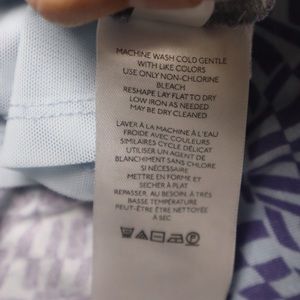 MACHINE WASH COLD GENTLE
WITH LIKE COLORS
USE ONLY NON-CHLORINE
BLEACH
RESHAPE LAY FLAT TO DRY
LOW IRON AS NEEDED
MAY BE DRY CLEANED
LAVER À LA MACHINE À L'EAU
FROIDE AVEC COULEURS
SIMILAIRES CYCLE DÉLICAT
UTILISER UN AGENT DE
BLANCHIMENT SANS CHLORE
SI NÉCESSAIRE
METTRE EN FORME ET
SÉCHER À PLAT
REPASSER, AU BESOIN, À TRÈS
BASSE TEMPÉRATURE
PEUT-ÊTRE ÊTRE NETTOYÉ
À SEC